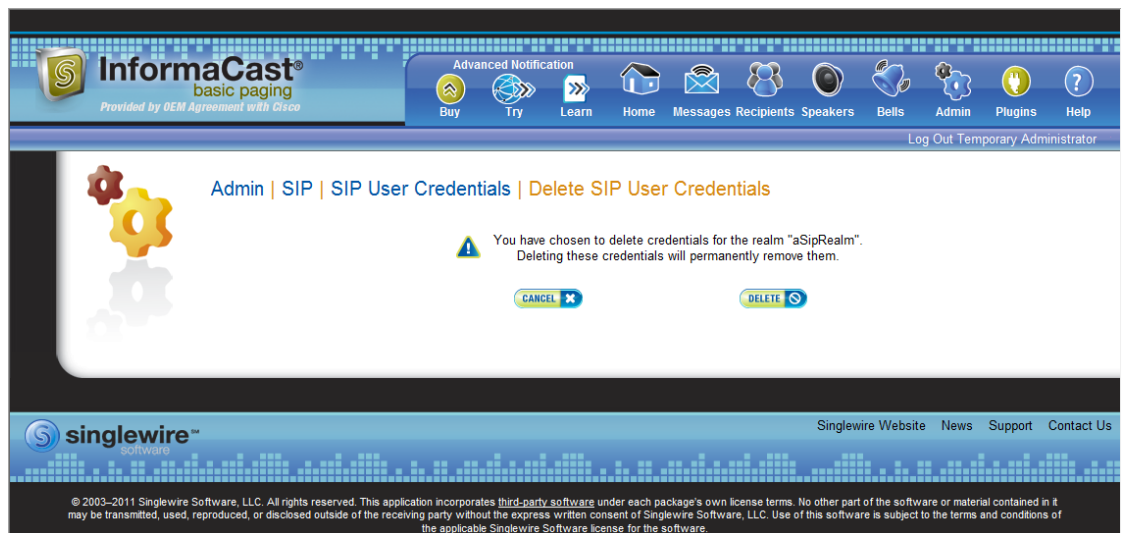 InformaCast®
basic paging
Provided by OEM Agreement with Cisco
Advanced Notification
Buy Try Learn Home Messages Recipients Speakers Bells Admin Plugins Help
Log Out Temporary Administrator
Admin | SIP | SIP User Credentials | Delete SIP User Credentials
You have chosen to delete credentials for the realm "aSipRealm".
Deleting these credentials will permanently remove them.
CANCEL DELETE
singlewire℠
software
Singlewire Website News Support Contact Us
© 2003–2011 Singlewire Software, LLC. All rights reserved. This application incorporates third-party software under each package's own license terms. No other part of the software or material contained in it
may be transmitted, used, reproduced, or disclosed outside of the receiving party without the express written consent of Singlewire Software, LLC. Use of this software is subject to the terms and conditions of
the applicable Singlewire Software license for the software.